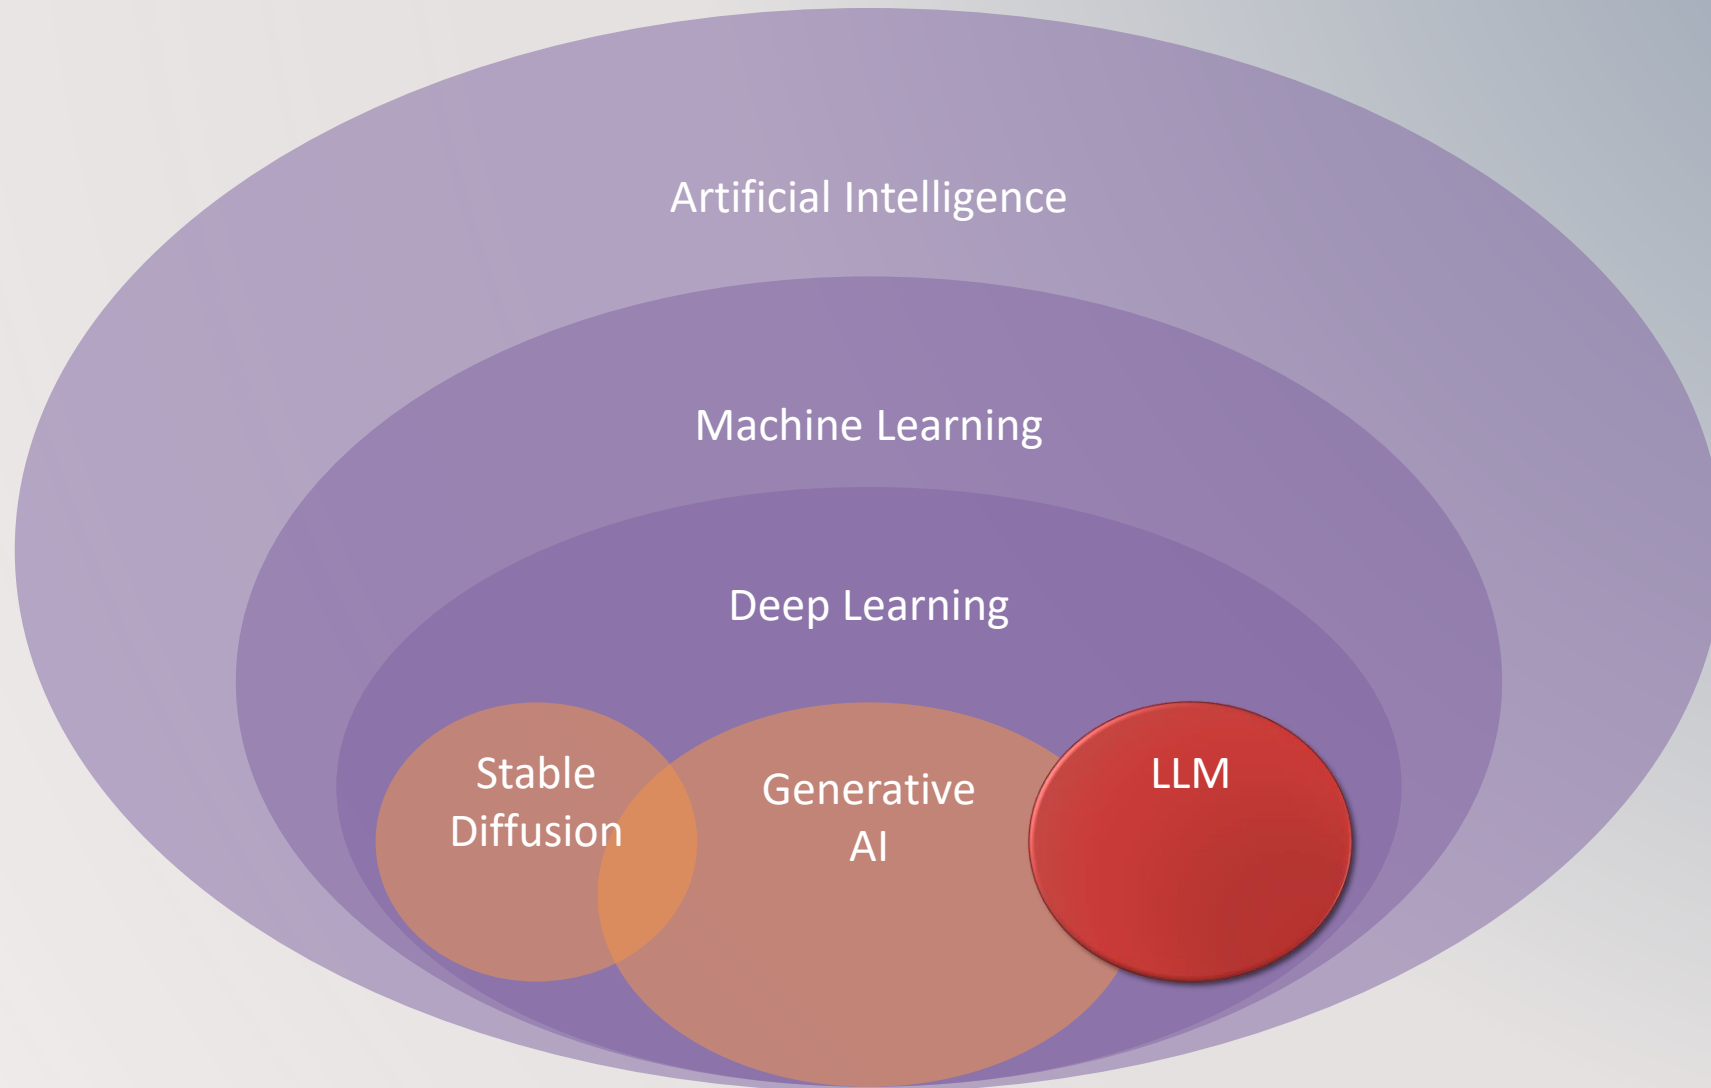 Artificial Intelligence
Machine Learning
Deep Learning
Stable
Diffusion
Generative
AI
LLM